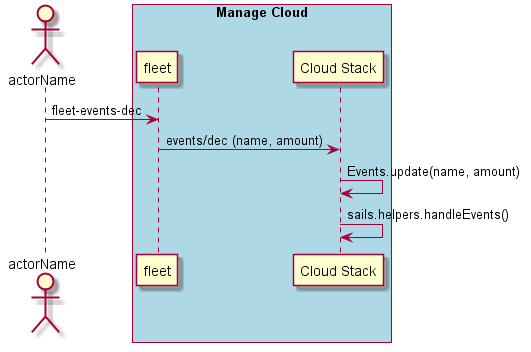 Manage Cloud
actorName
fleet
Cloud Stack
fleet-events-dec
events/dec (name, amount)
Events.update(name, amount)
sails.helpers.handleEvents()
actorName
fleet
Cloud Stack